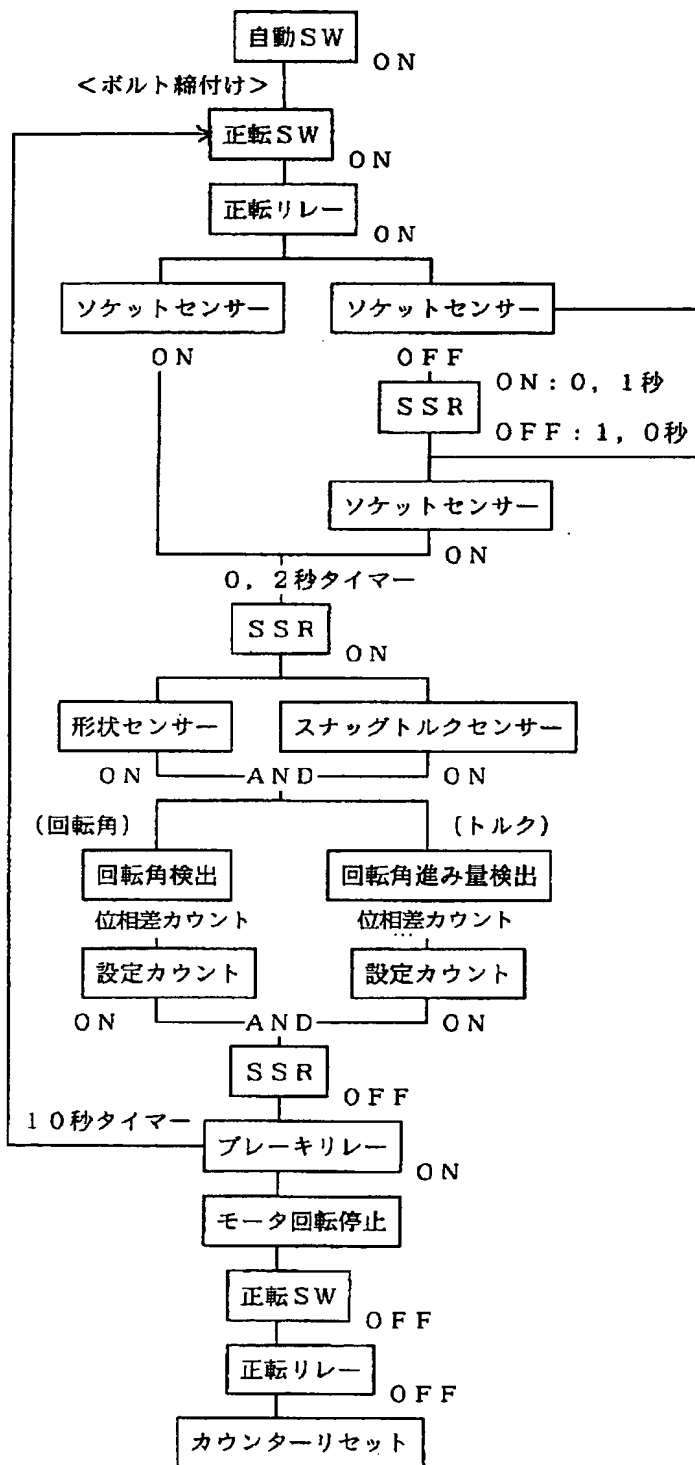 自動SW
ON
<ボルト締付け>
正転SW
ON
正転リレー
ON
ソケットセンサー
ソケットセンサー
ON
OFF
ON:0,1秒
SSR
OFF:1,0秒
ソケットセンサー
ON
0,2秒タイマー
SSR
ON
形状センサー
スナッグトルクセンサー
ON AND ON
(回転角)
(トルク)
回転角検出
回転角進み量検出
位相差カウント
位相差カウント
設定カウント
設定カウント
ON AND ON
SSR
OFF
10秒タイマー
ブレーキリレー
ON
モータ回転停止
正転SW
OFF
正転リレー
OFF
カウンターリセット